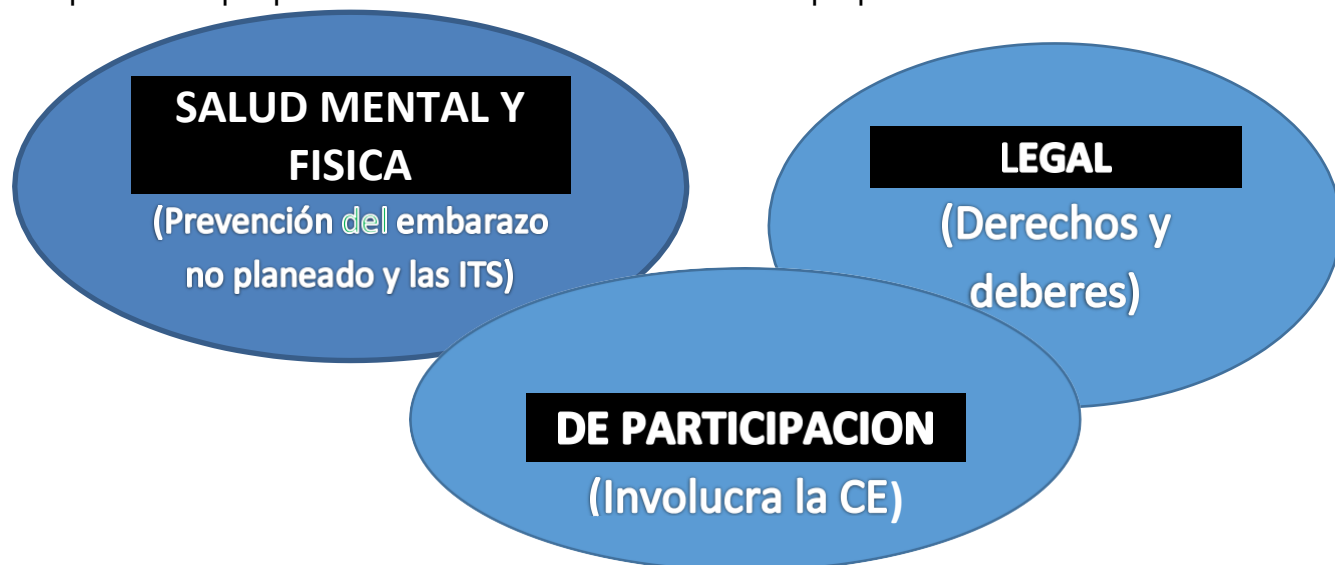 SALUD MENTAL Y
FISICA
(Prevención del embarazo
no planeado y las ITS)
LEGAL
(Derechos y
deberes)
DE PARTICIPACION
(Involucra la CE)